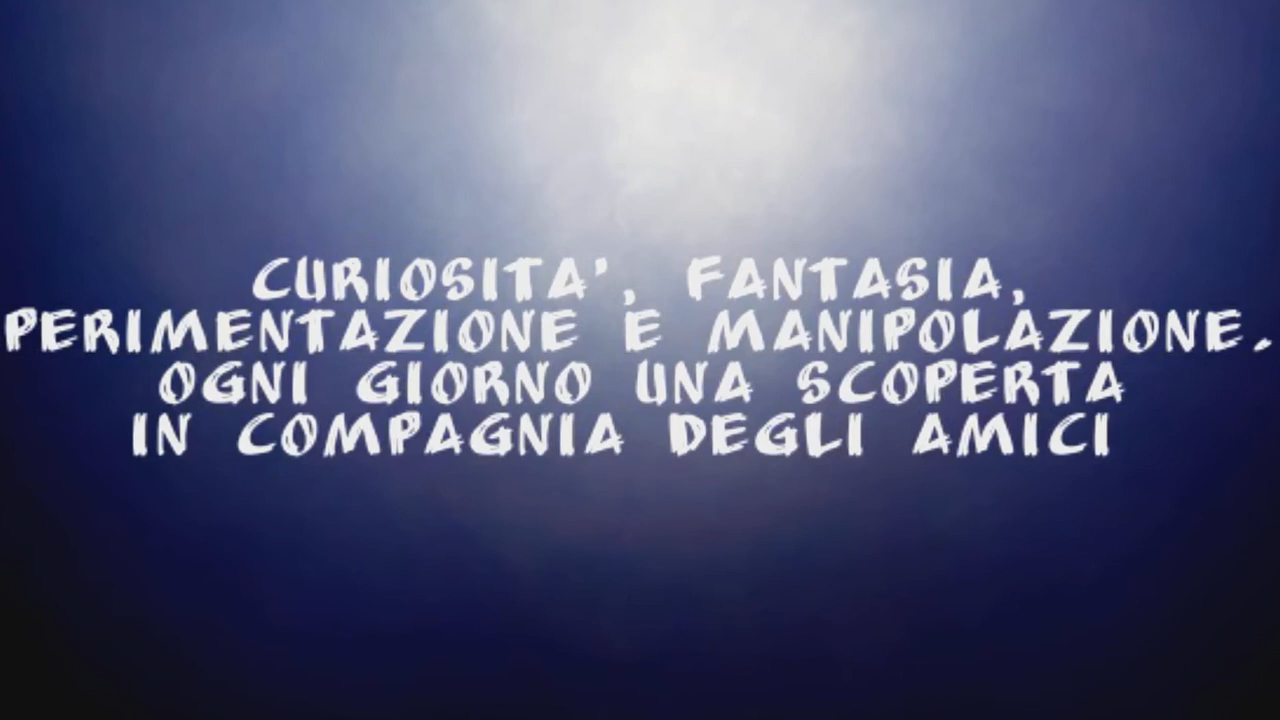 CURIOSITA', FANTASIA,
PERIMENTAZIONE E MANIPOLAZIONE.
OGNI GIORNO UNA SCOPERTA
IN COMPAGNIA DEGLI AMICI